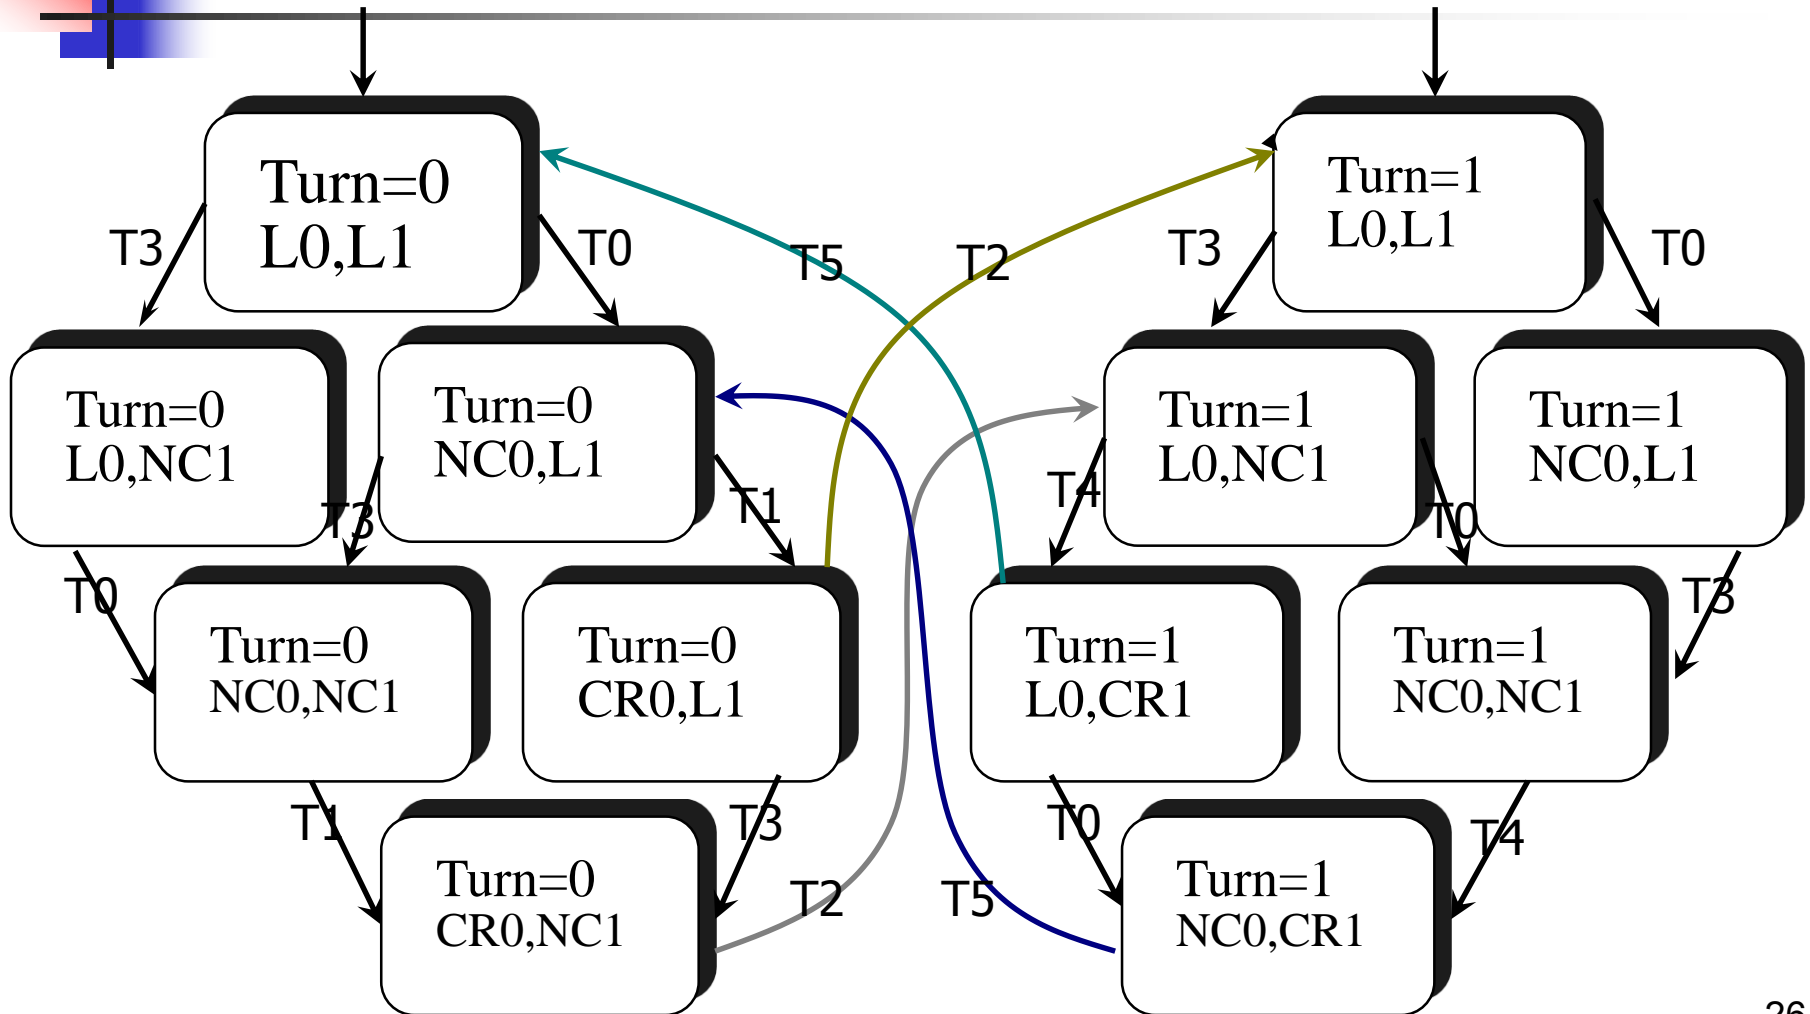 Turn=0
L0,L1
Turn=1
L0,L1
T3
T0
T5
T2
T3
T0
Turn=0
L0,NC1
Turn=0
NC0,L1
Turn=1
L0,NC1
Turn=1
NC0,L1
T3
T1
T4
T0
T0
T3
Turn=0
NC0,NC1
Turn=0
CR0,L1
Turn=1
L0,CR1
Turn=1
NC0,NC1
T1
T3
T0
T4
Turn=0
CR0,NC1
T2
T5
Turn=1
NC0,CR1
26